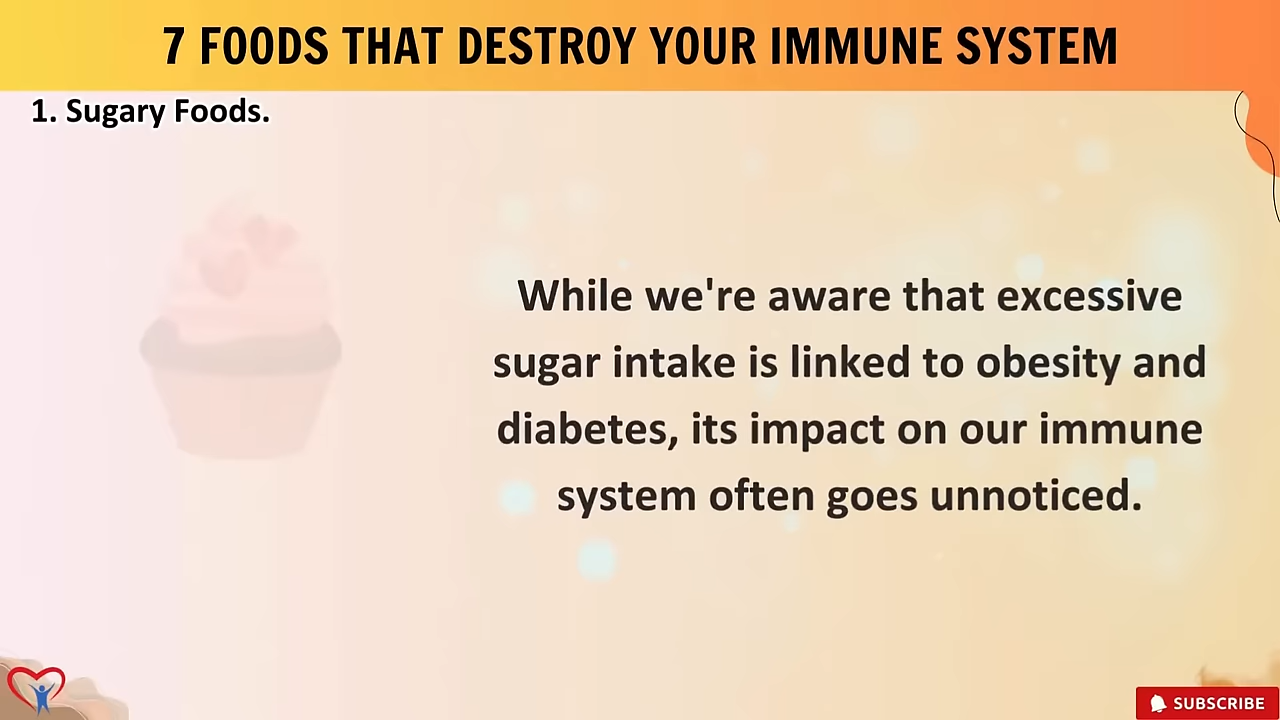 7 FOODS THAT DESTROY YOUR IMMUNE SYSTEM
1. Sugary Foods.
While we're aware that excessive
sugar intake is linked to obesity and
diabetes, its impact on our immune
system often goes unnoticed.
SUBSCRIBE